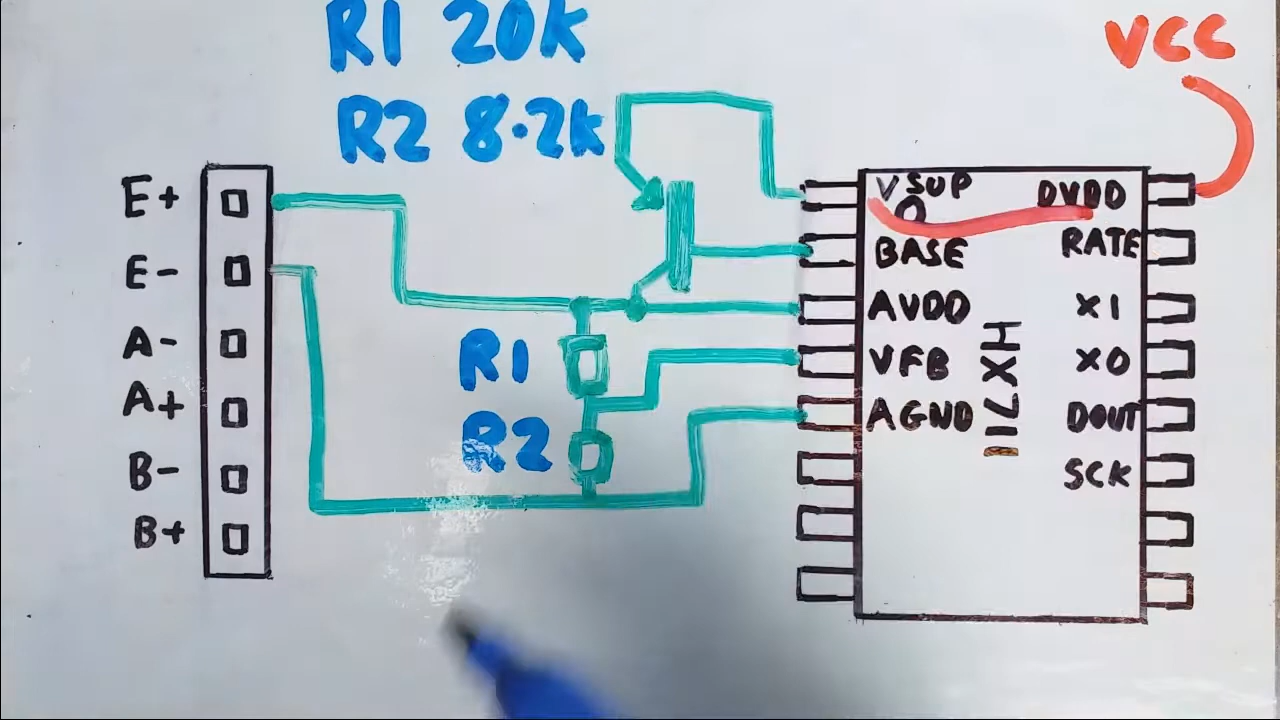 R1 20k
R2 8.2k
VCC
E+
E-
A-
A+
B-
B+
R1
R2
VSUP
BASE
AVDD
VFB
AGND
HX711
DVDD
RATE
X1
XO
DOUT
SCK